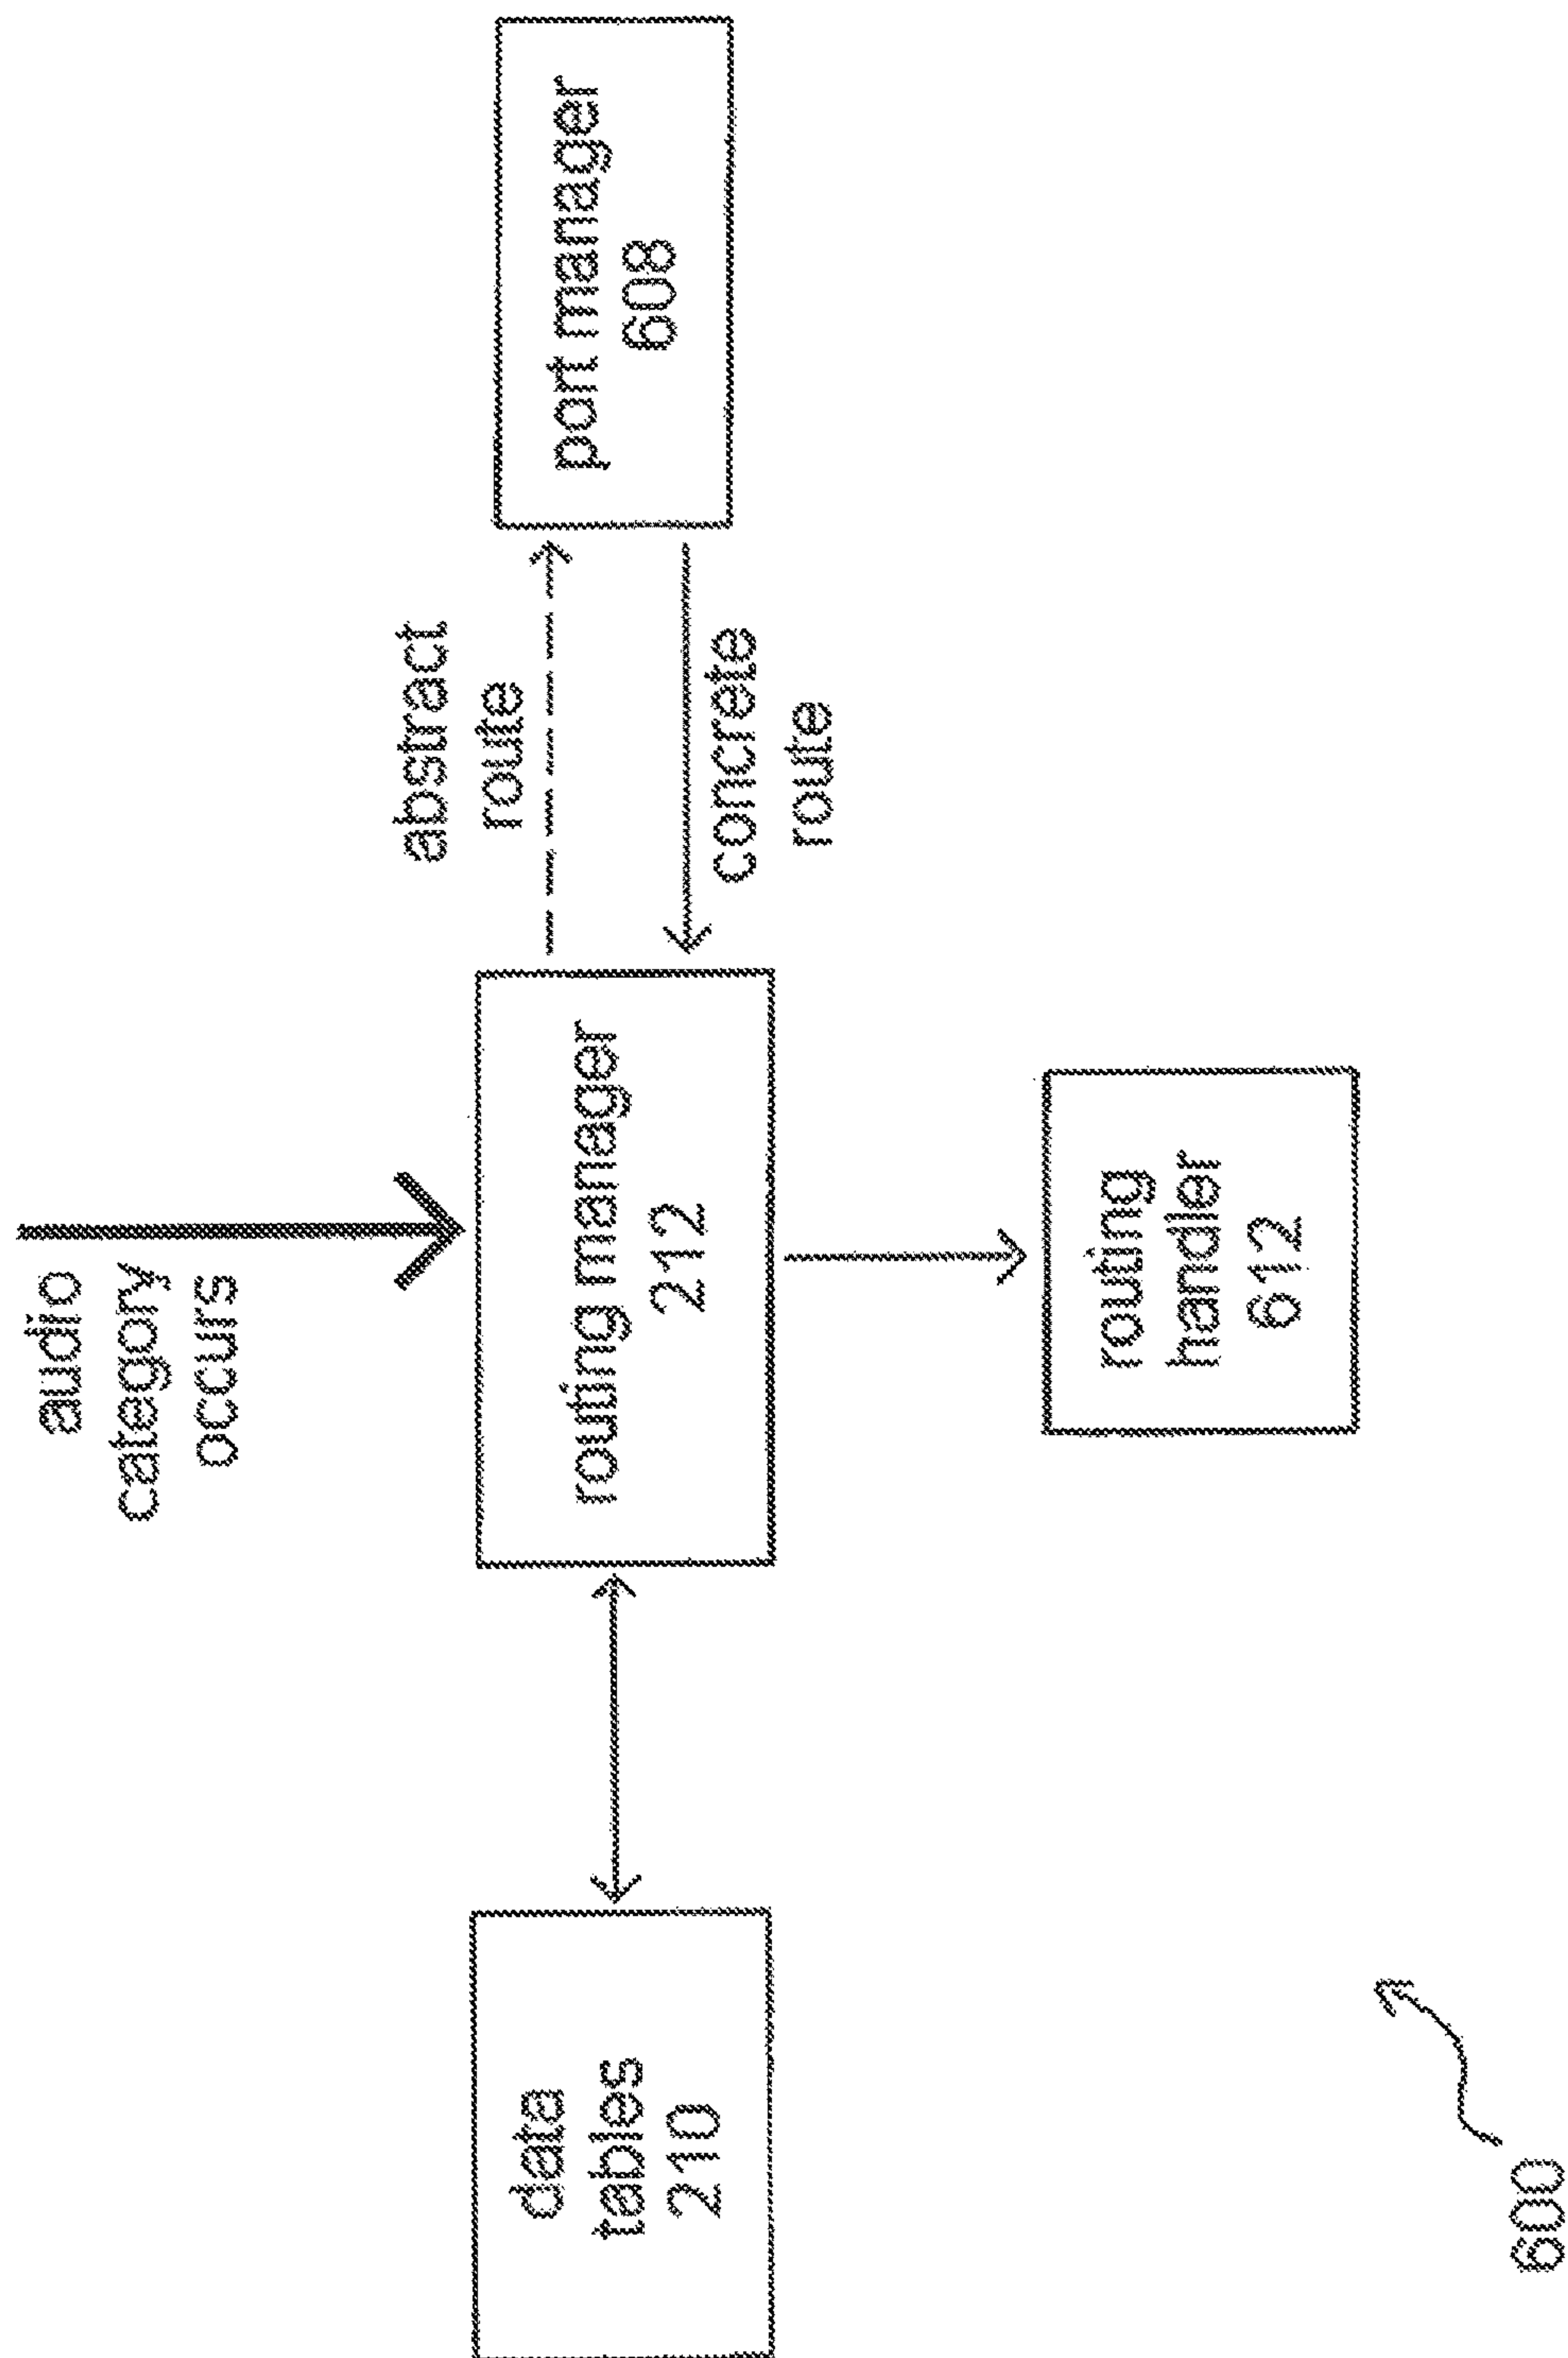 audio
category
occurs
data
tables
210
routing manager
212
abstract
route
concrete
route
port manager
608
routing
handler
612
600